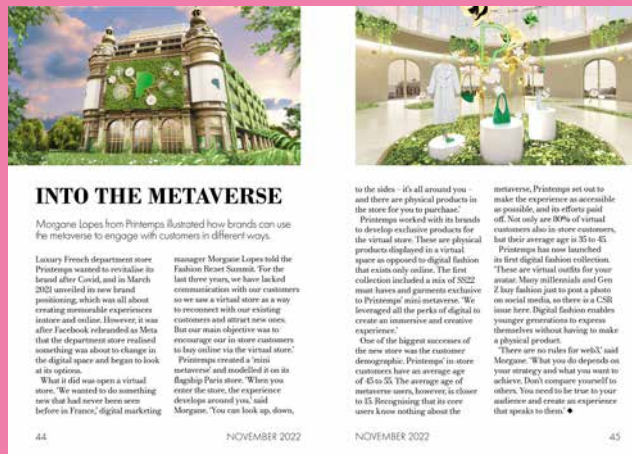 INTO THE METAVERSE
Morgane Lopes from Printemps illustrated how brands can use
the metaverse to engage with customers in different ways.
Luxury French department store
Printemps wanted to revitalise its
brand after Covid, and in March
2021 unveiled its new brand
positioning, which was all about
creating memorable experiences
instore and online. However, it was
after Facebook rebranded as Meta
that the department store realised
something was about to change in
the digital space and began to look
at its options.
What it did was open a virtual
store. ‘We wanted to do something
new that had never been seen
before in France,’ digital marketing
manager Morgane Lopes told the
Fashion Reset Summit. ‘For the
last three years, we have lacked
communication with our customers
so we saw a virtual store as a way
to reconnect with our existing
customers and attract new ones.
But our main objective was to
encourage our in-store customers
to buy online via the virtual store.’
Printemps created a ‘mini
metaverse’ and modelled it on its
flagship Paris store. ‘When you
enter the store, the experience
develops around you,’ said
Morgane. ‘You can look up, down,
44
NOVEMBER 2022
to the sides – it’s all around you –
and there are physical products in
the store for you to purchase.’
Printemps worked with its brands
to develop exclusive products for
the virtual store. These are physical
products displayed in a virtual
space as opposed to digital fashion
that exists only online. The first
collection included a mix of SS22
must-haves and garments exclusive
to Printemps’ mini-metaverse. ‘We
leveraged all the perks of digital to
create an immersive and creative
experience.’
One of the biggest successes of
the new store was the customer
demographic. Printemps’ in-store
customers have an average age
of 45 to 55. The average age of
metaverse users, however, is closer
to 15. Recognising that its core
users know nothing about the
metaverse, Printemps set out to
make the experience as accessible
as possible, and its efforts paid
off. Not only are 80% of virtual
customers also in-store customers,
but their average age is 35 to 45.
Printemps has now launched
its first digital fashion collection.
‘These are virtual outfits for your
avatar. Many millennials and Gen
Z buy fashion just to post a photo
on social media, so there is a CSR
issue here. Digital fashion enables
younger generations to express
themselves without having to make
a physical product.
‘There are no rules for web3,’ said
Morgane. ‘What you do depends on
your strategy and what you want to
achieve. Don’t compare yourself to
others. You need to be true to your
audience and create an experience
that speaks to them.’ ◆
NOVEMBER 2022
45